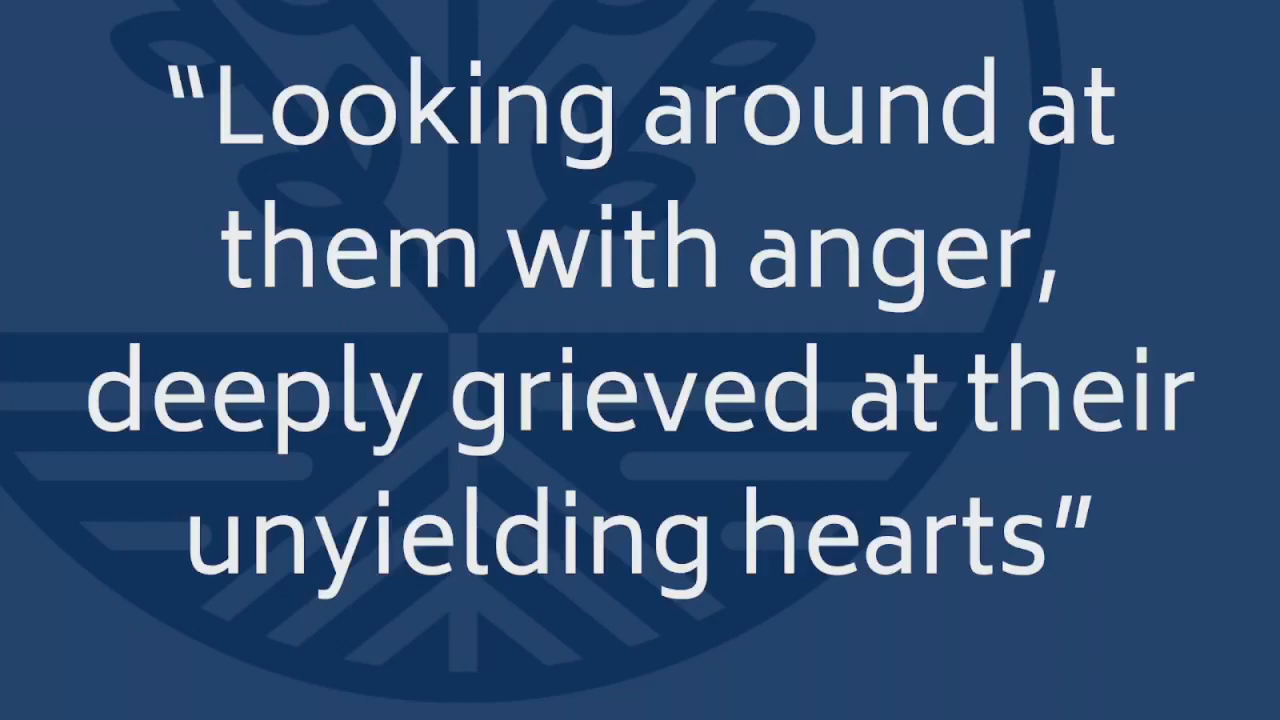 “Looking around at
them with anger,
deeply grieved at their
unyielding hearts”